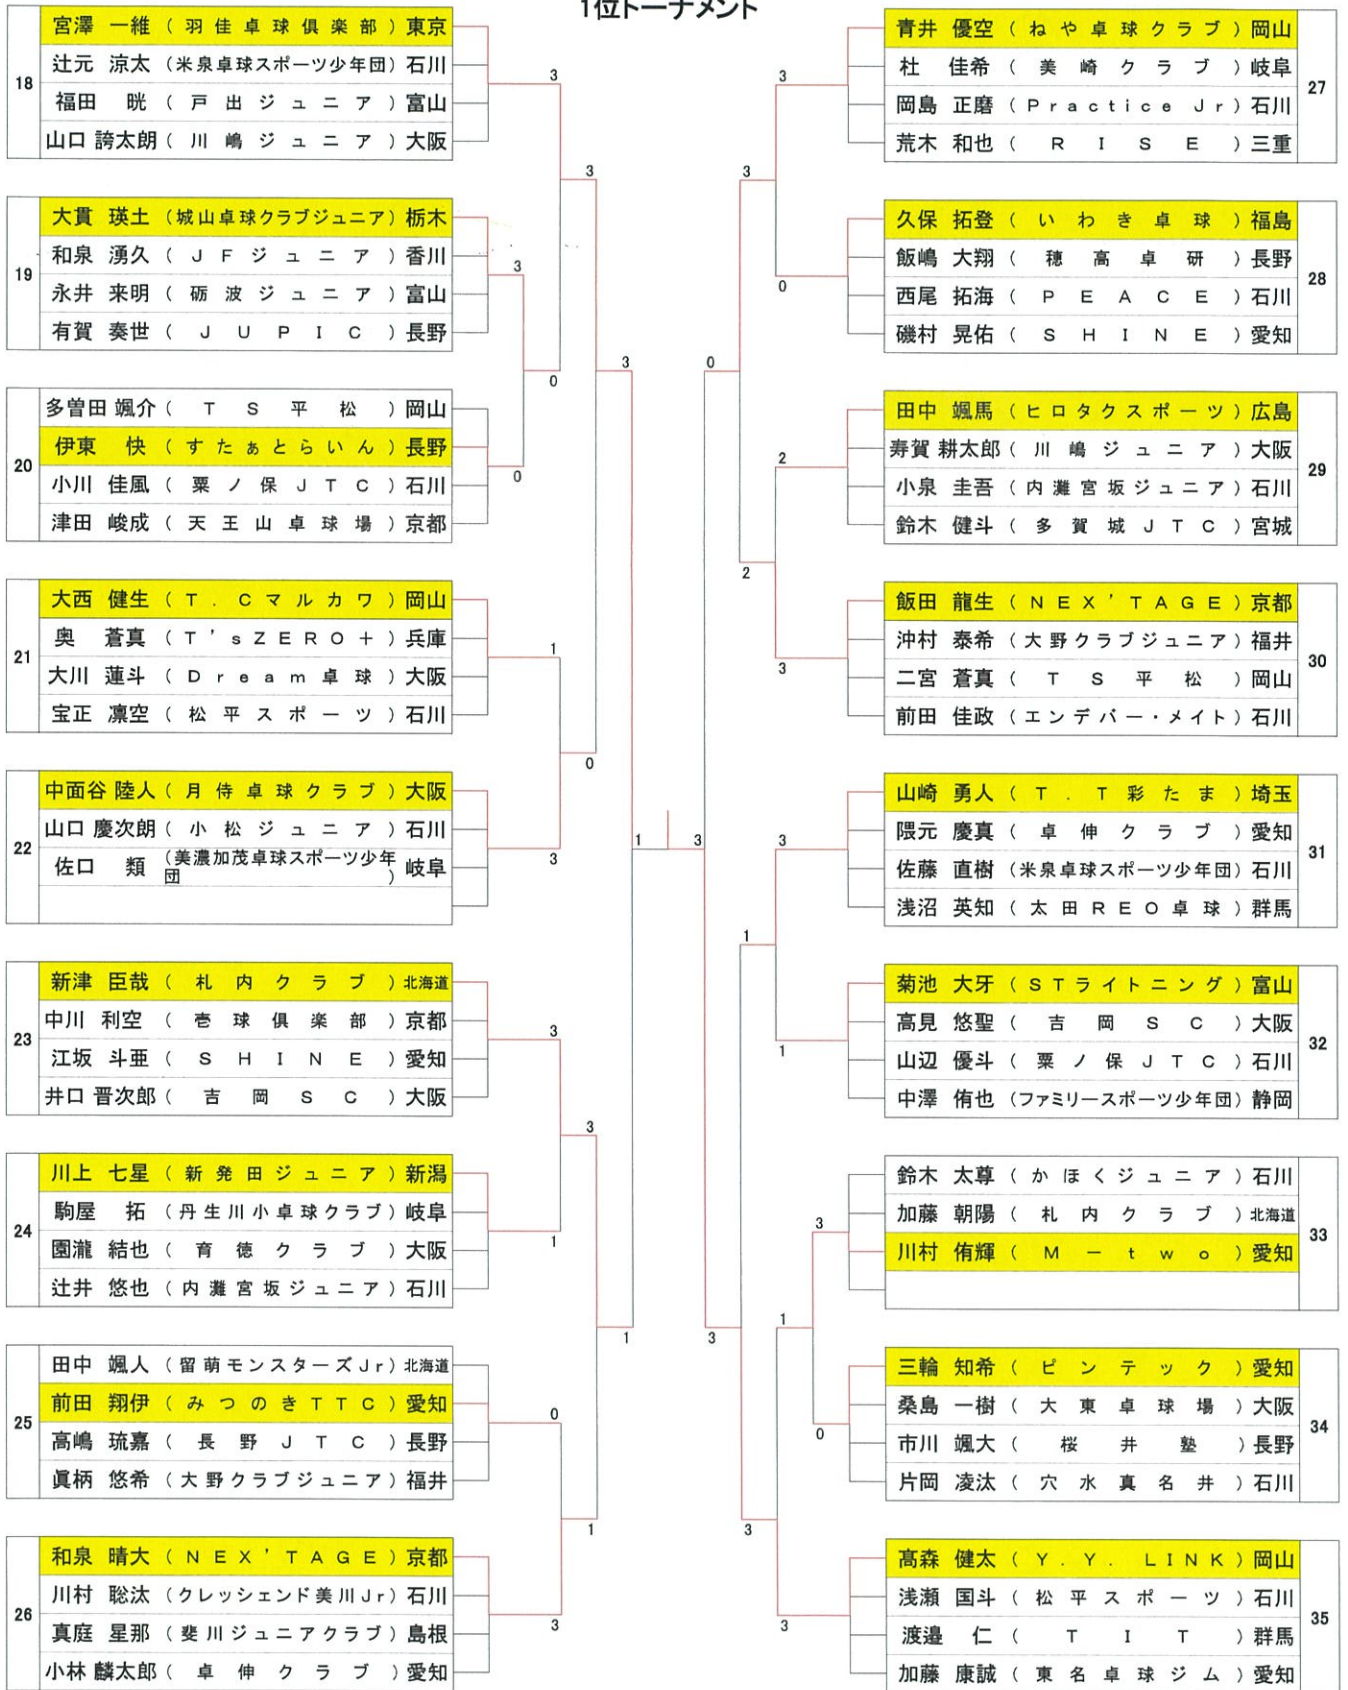 1位トーナメント
18
宮澤 一維 (羽佳卓球倶楽部) 東京
辻元 涼太 (米泉卓球スポーツ少年団) 石川
福田 晄 (戸出ジュニア) 富山
山口 誇太朗 (川嶋ジュニア) 大阪
3
3
19
大貫 瑛土 (城山卓球クラブジュニア) 栃木
和泉 湧久 (JFジュニア) 香川
永井 来明 (砺波ジュニア) 富山
有賀 奏世 (JUPIC) 長野
3
0
3
20
多曽田 颯介 (TS平松) 岡山
伊東 快 (すたぁとらいん) 長野
小川 佳風 (粟ノ保JTC) 石川
津田 峻成 (天王山卓球場) 京都
0
21
大西 健生 (T.Cマルカワ) 岡山
奥 蒼真 (T'sZERO+) 兵庫
大川 蓮斗 (Dream卓球) 大阪
宝正 凛空 (松平スポーツ) 石川
1
0
22
中面谷 陸人 (月侍卓球クラブ) 大阪
山口 慶次朗 (小松ジュニア) 石川
佐口 類 (美濃加茂卓球スポーツ少年団) 岐阜
3
1
3
23
新津 臣哉 (札内クラブ) 北海道
中川 利空 (壱球倶楽部) 京都
江坂 斗亜 (SHINE) 愛知
井口 晋次郎 (吉岡SC) 大阪
3
3
24
川上 七星 (新発田ジュニア) 新潟
駒屋 拓 (丹生川小卓球クラブ) 岐阜
園瀧 結也 (育徳クラブ) 大阪
辻井 悠也 (内灘宮坂ジュニア) 石川
1
1
25
田中 颯人 (留萌モンスターズJr) 北海道
前田 翔伊 (みつのきTTC) 愛知
高嶋 琉嘉 (長野JTC) 長野
眞柄 悠希 (大野クラブジュニア) 福井
0
1
26
和泉 晴大 (NEX'TAGE) 京都
川村 聡汰 (クレッシェンド美川Jr) 石川
真庭 星那 (斐川ジュニアクラブ) 島根
小林 麟太郎 (卓伸クラブ) 愛知
3
青井 優空 (ねや卓球クラブ) 岡山
杜 佳希 (美崎クラブ) 岐阜
岡島 正磨 (Practice Jr) 石川
荒木 和也 (RISE) 三重
27
3
3
久保 拓登 (いわき卓球) 福島
飯嶋 大翔 (穂高卓研) 長野
西尾 拓海 (PEACE) 石川
磯村 晃佑 (SHINE) 愛知
28
0
0
田中 颯馬 (ヒロタクスポーツ) 広島
寿賀 耕太郎 (川嶋ジュニア) 大阪
小泉 圭吾 (内灘宮坂ジュニア) 石川
鈴木 健斗 (多賀城JTC) 宮城
29
2
2
飯田 龍生 (NEX'TAGE) 京都
沖村 泰希 (大野クラブジュニア) 福井
二宮 蒼真 (TS平松) 岡山
前田 佳政 (エンデバー・メイト) 石川
30
3
山崎 勇人 (T.T彩たま) 埼玉
隈元 慶真 (卓伸クラブ) 愛知
佐藤 直樹 (米泉卓球スポーツ少年団) 石川
浅沼 英知 (太田REO卓球) 群馬
31
3
1
菊池 大牙 (STライトニング) 富山
高見 悠聖 (吉岡SC) 大阪
山辺 優斗 (粟ノ保JTC) 石川
中澤 侑也 (ファミリースポーツ少年団) 静岡
32
1
3
鈴木 太尊 (かほくジュニア) 石川
加藤 朝陽 (札内クラブ) 北海道
川村 侑輝 (M-two) 愛知
33
3
1
三輪 知希 (ピンテック) 愛知
桑島 一樹 (大東卓球場) 大阪
市川 颯大 (桜井塾) 長野
片岡 凌汰 (穴水真名井) 石川
34
0
3
髙森 健太 (Y.Y. LINK) 岡山
浅瀬 国斗 (松平スポーツ) 石川
渡邉 仁 (TIT) 群馬
加藤 康誠 (東名卓球ジム) 愛知
35
3